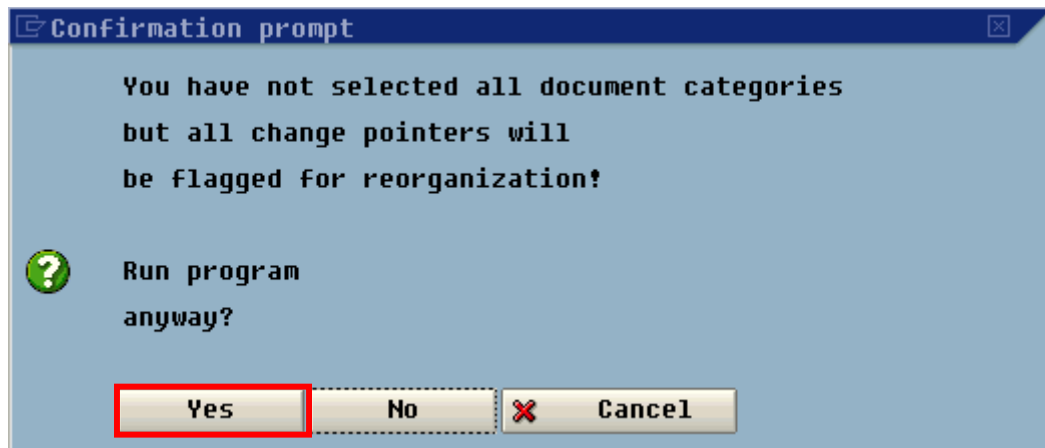 Confirmation prompt
You have not selected all document categories
but all change pointers will
be flagged for reorganization!
Run program
anyway?
Yes No Cancel